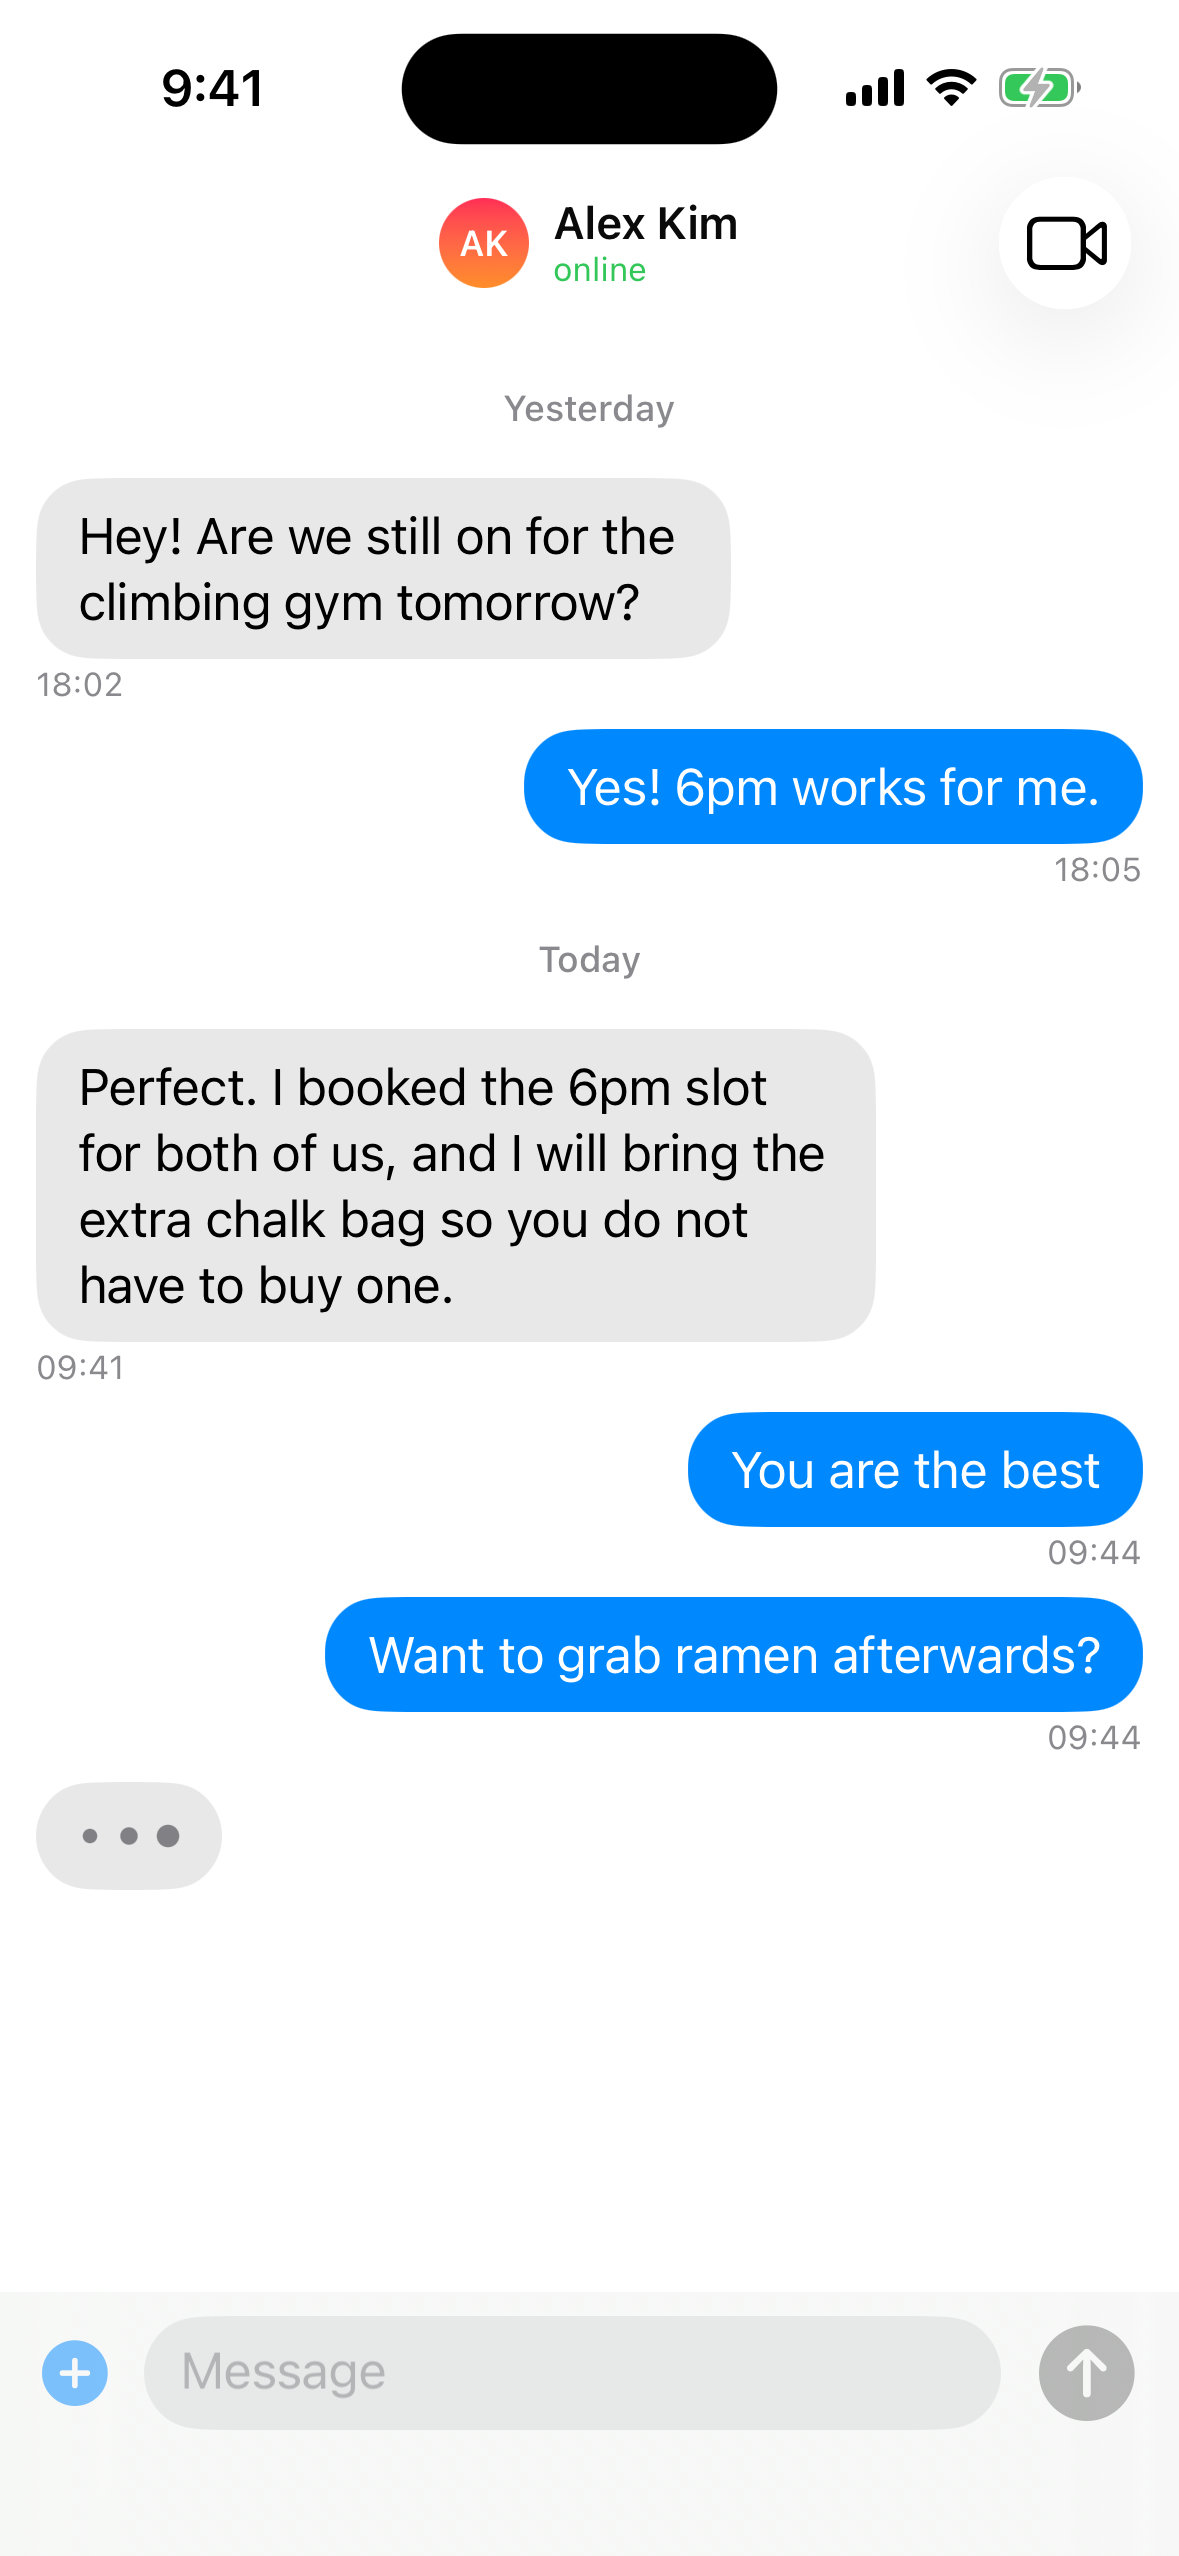 9:41
AK
Alex Kim
online
Yesterday
Hey! Are we still on for the
climbing gym tomorrow?
18:02
Yes! 6pm works for me.
18:05
Today
Perfect. I booked the 6pm slot
for both of us, and I will bring the
extra chalk bag so you do not
have to buy one.
09:41
You are the best
09:44
Want to grab ramen afterwards?
09:44
Message